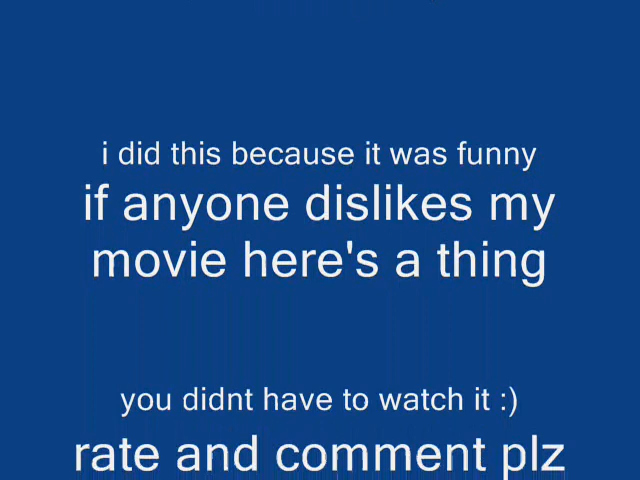 i did this because it was funny
if anyone dislikes my
movie here's a thing
you didnt have to watch it :)
rate and comment plz